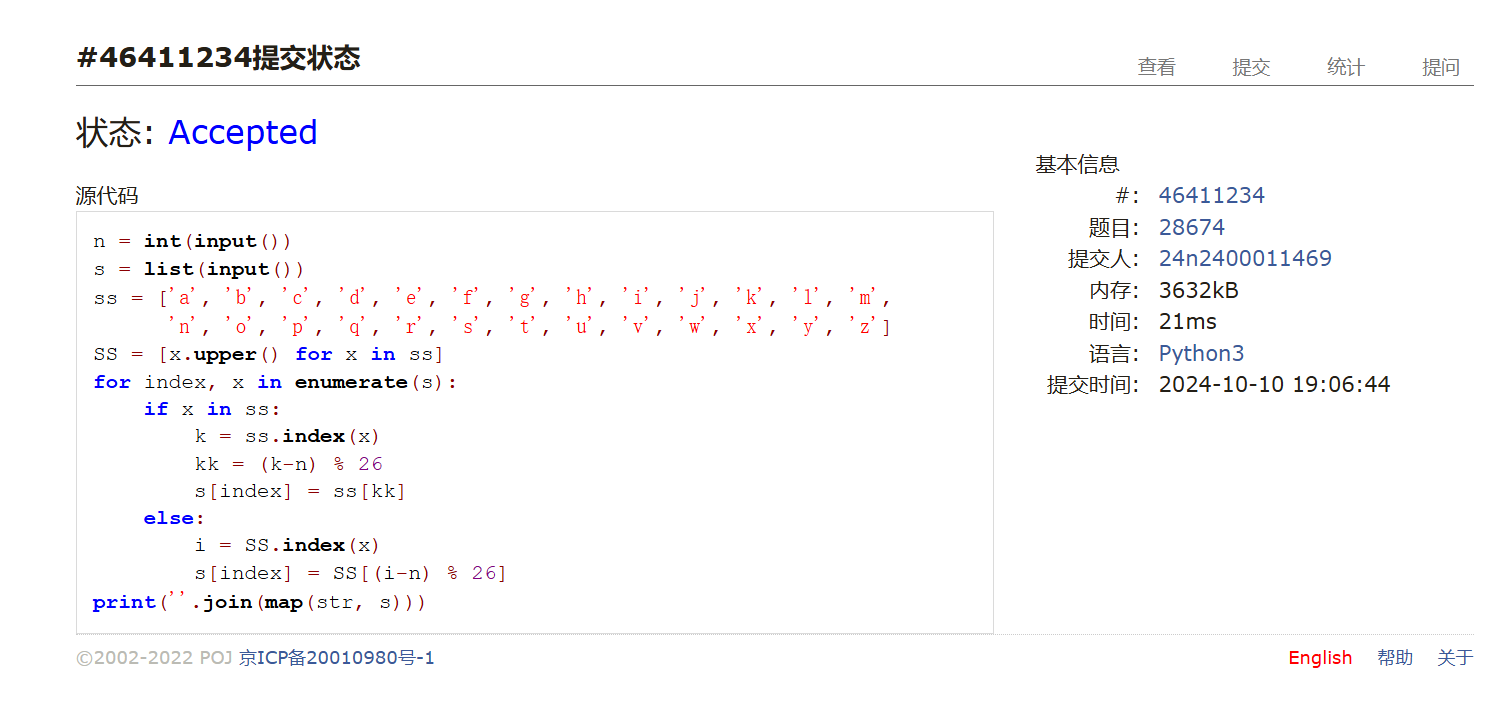 #46411234提交状态
查看 提交 统计 提问
状态: Accepted
源代码
n = int(input())
s = list(input())
ss = ['a', 'b', 'c', 'd', 'e', 'f', 'g', 'h', 'i', 'j', 'k', 'l', 'm',
      'n', 'o', 'p', 'q', 'r', 's', 't', 'u', 'v', 'w', 'x', 'y', 'z']
SS = [x.upper() for x in ss]
for index, x in enumerate(s):
    if x in ss:
        k = ss.index(x)
        kk = (k-n) % 26
        s[index] = ss[kk]
    else:
        i = SS.index(x)
        s[index] = SS[(i-n) % 26]
print(''.join(map(str, s)))
基本信息
#: 46411234
题目: 28674
提交人: 24n2400011469
内存: 3632kB
时间: 21ms
语言: Python3
提交时间: 2024-10-10 19:06:44
©2002-2022 POJ 京ICP备20010980号-1
English 帮助 关于